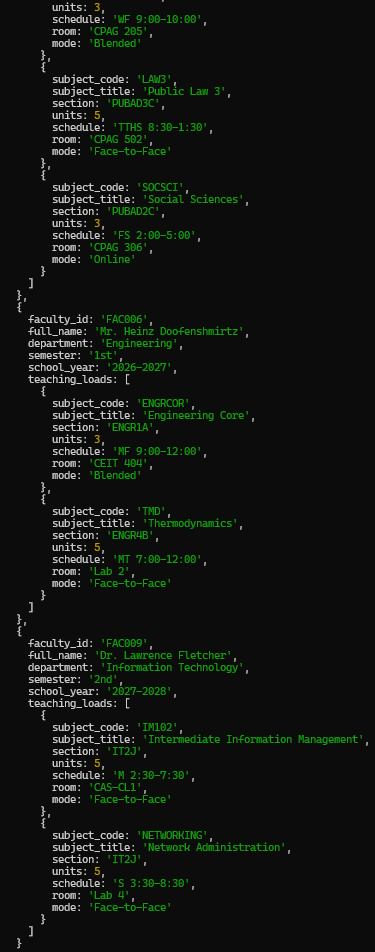 units: 3,
schedule: 'WF 9:00-10:00',
room: 'CPAG 205',
mode: 'Blended'
},
{
subject_code: 'LAW3',
subject_title: 'Public Law 3',
section: 'PUBAD3C',
units: 5,
schedule: 'TTHS 8:30-1:30',
room: 'CPAG 502',
mode: 'Face-to-Face'
},
{
subject_code: 'SOCSCI',
subject_title: 'Social Sciences',
section: 'PUBAD2C',
units: 3,
schedule: 'FS 2:00-5:00',
room: 'CPAG 306',
mode: 'Online'
}
]
},
{
faculty_id: 'FAC006',
full_name: 'Mr. Heinz Doofenshmirtz',
department: 'Engineering',
semester: '1st',
school_year: '2026-2027',
teaching_loads: [
{
subject_code: 'ENGRCOR',
subject_title: 'Engineering Core',
section: 'ENGR1A',
units: 3,
schedule: 'MF 9:00-12:00',
room: 'CEIT 404',
mode: 'Blended'
},
{
subject_code: 'TMD',
subject_title: 'Thermodynamics',
section: 'ENGR4B',
units: 5,
schedule: 'MT 7:00-12:00',
room: 'Lab 2',
mode: 'Face-to-Face'
}
]
},
{
faculty_id: 'FAC009',
full_name: 'Dr. Lawrence Fletcher',
department: 'Information Technology',
semester: '2nd',
school_year: '2027-2028',
teaching_loads: [
{
subject_code: 'IM102',
subject_title: 'Intermediate Information Management',
section: 'IT2J',
units: 5,
schedule: 'M 2:30-7:30',
room: 'CAS-CL1',
mode: 'Face-to-Face'
},
{
subject_code: 'NETWORKING',
subject_title: 'Network Administration',
section: 'IT2J',
units: 5,
schedule: 'S 3:30-8:30',
room: 'Lab 4',
mode: 'Face-to-Face'
}
]
}